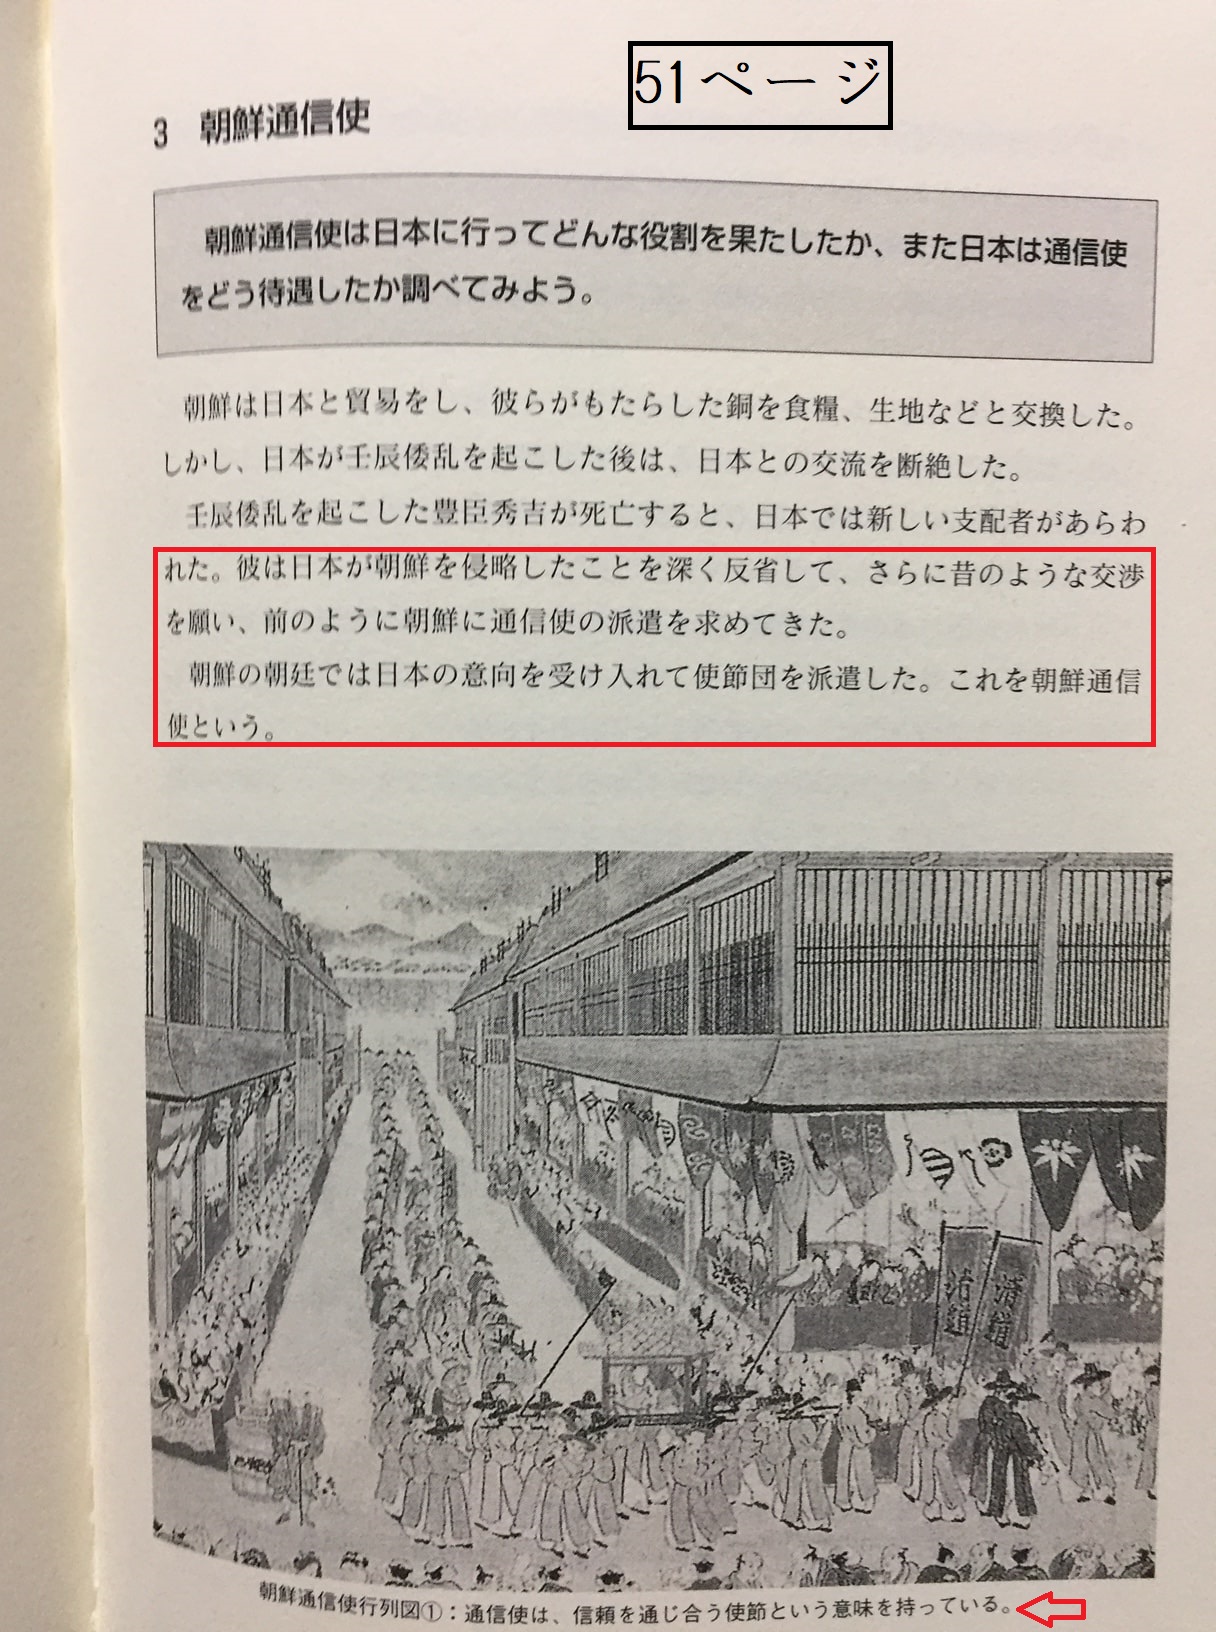 51ページ
3 朝鮮通信使
朝鮮通信使は日本に行ってどんな役割を果たしたか、また日本は通信使
をどう待遇したか調べてみよう。
朝鮮は日本と貿易をし、彼らがもたらした銅を食糧、生地などと交換した。
しかし、日本が壬辰倭乱を起こした後は、日本との交流を断絶した。
壬辰倭乱を起こした豊臣秀吉が死亡すると、日本では新しい支配者があらわ
れた。彼は日本が朝鮮を侵略したことを深く反省して、さらに昔のような交渉
を願い、前のように朝鮮に通信使の派遣を求めてきた。
朝鮮の朝廷では日本の意向を受け入れて使節団を派遣した。これを朝鮮通信
使という。
清道
清道
朝鮮通信使行列図①：通信使は、信頼を通じ合う使節という意味を持っている。